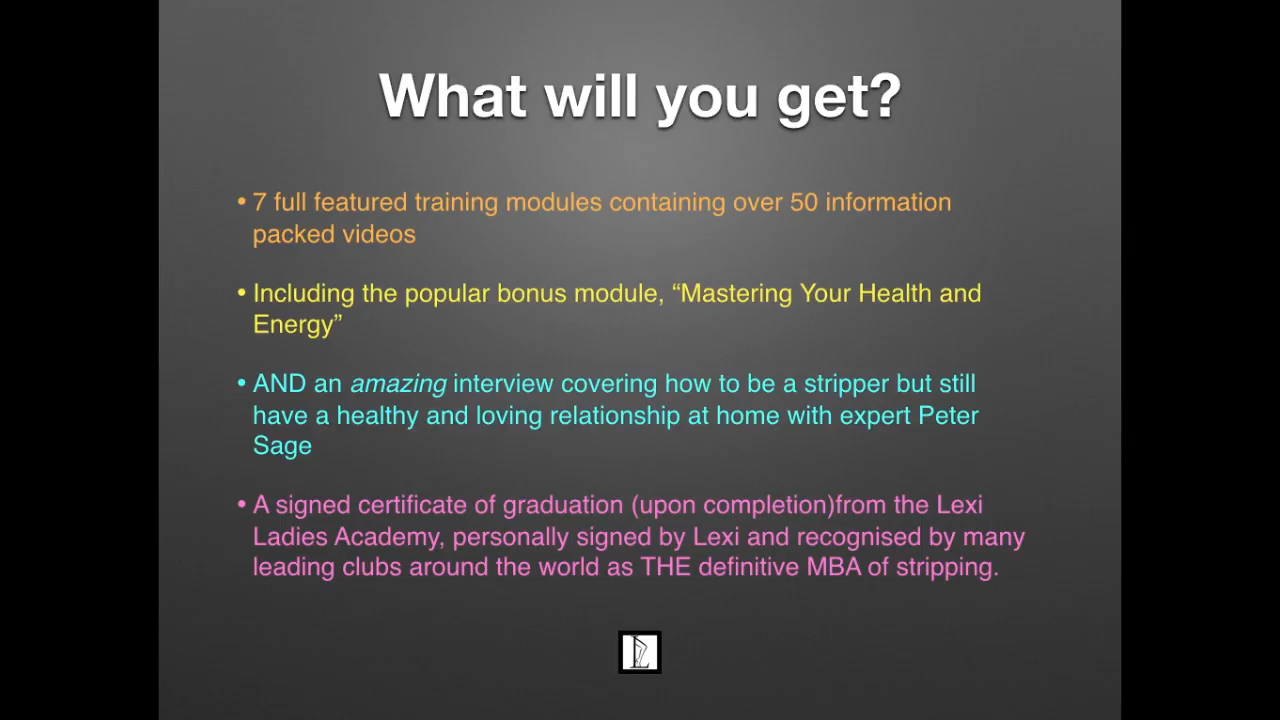 What will you get?
• 7 full featured training modules containing over 50 information
packed videos
• Including the popular bonus module, “Mastering Your Health and
Energy”
• AND an amazing interview covering how to be a stripper but still
have a healthy and loving relationship at home with expert Peter
Sage
• A signed certificate of graduation (upon completion)from the Lexi
Ladies Academy, personally signed by Lexi and recognised by many
leading clubs around the world as THE definitive MBA of stripping.
L